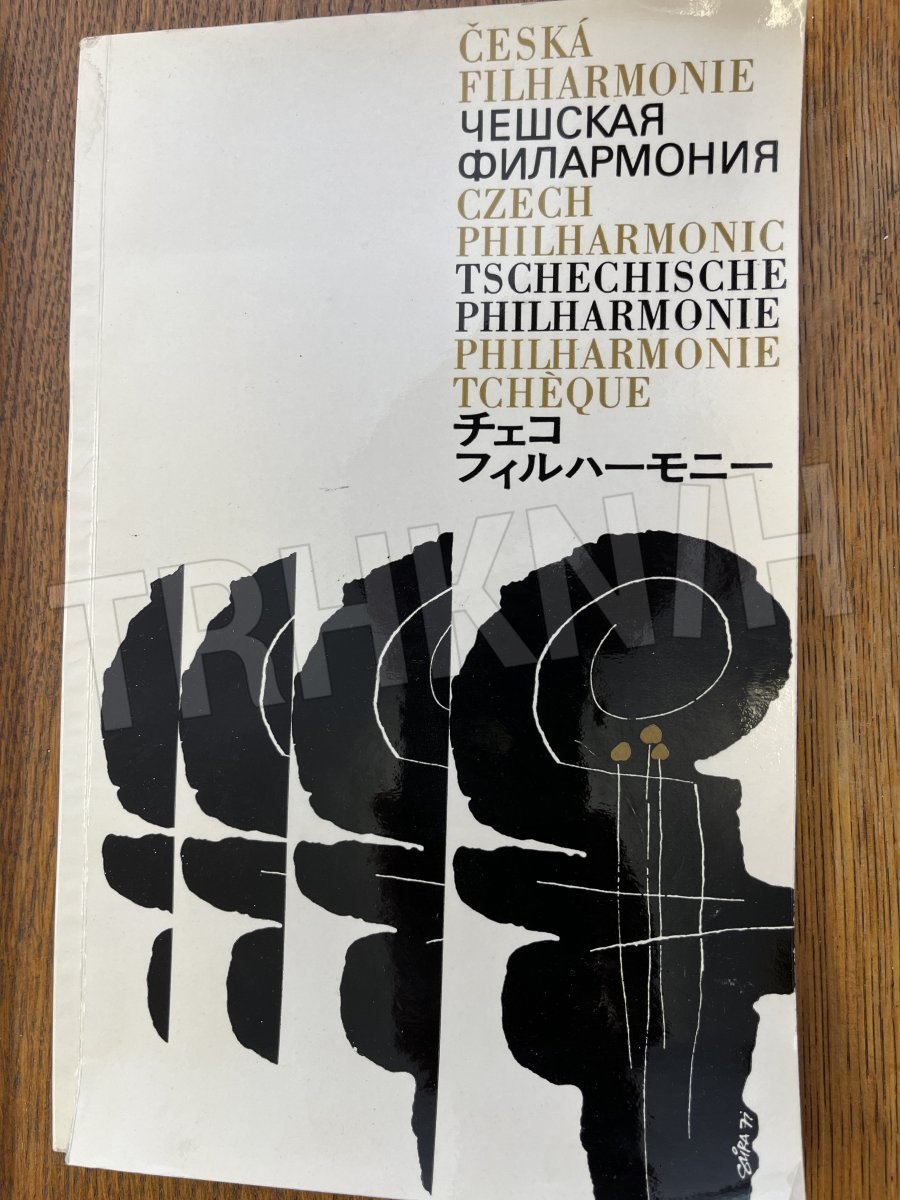 ČESKÁ
FILHARMONIE
ЧЕШСКАЯ
ФИЛАРМОНИЯ
CZECH
PHILHARMONIC
TSCHECHISCHE
PHILHARMONIE
PHILHARMONIE
TCHÈQUE
チェコ
フィルハーモニー
TRHKNIH